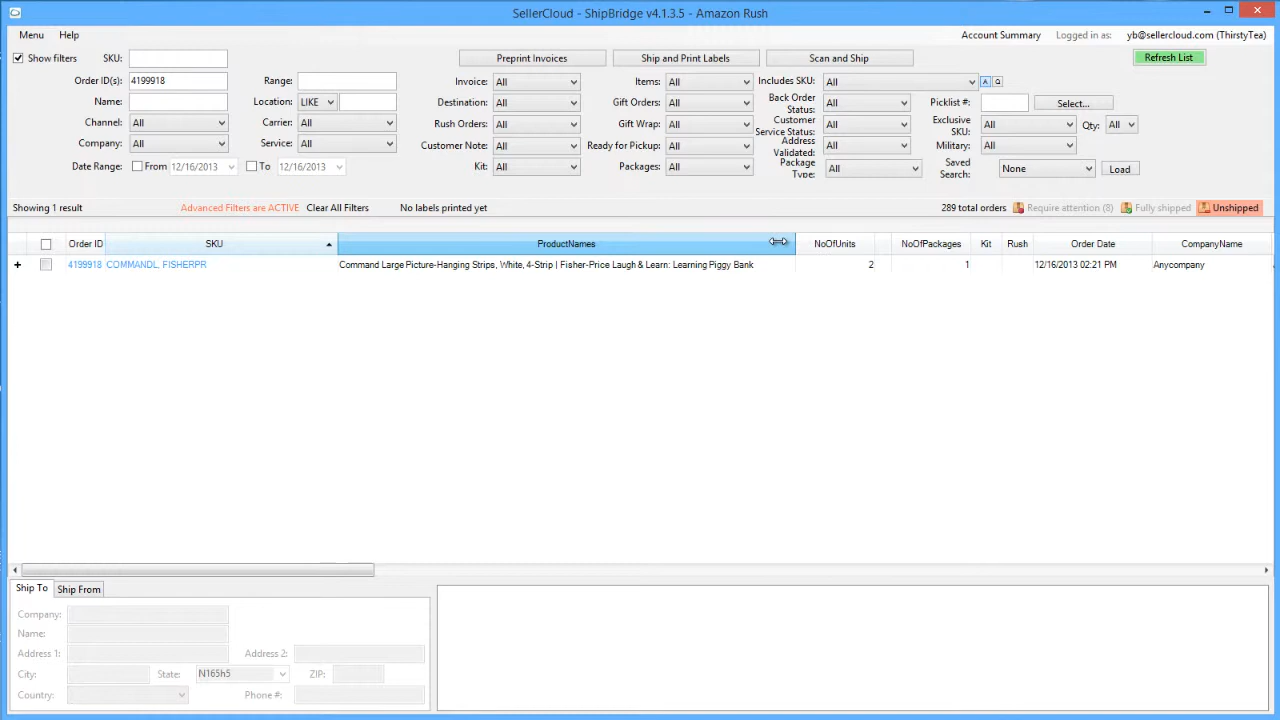 SellerCloud - ShipBridge v4.1.3.5 - Amazon Rush
Menu Help Account Summary Logged in as: yb@sellercloud.com (ThirstyTea)
Show filters SKU: Preprint Invoices Ship and Print Labels Scan and Ship Refresh List
Order ID(s): 4199918 Range: Invoice: All Items: All Includes SKU: All
Name: Location: LIKE Destination: All Gift Orders: All Back Order Status: All Picklist #: Select...
Channel: All Carrier: All Rush Orders: All Gift Wrap: All Customer Service Status: All Exclusive SKU: All Qty: All
Company: All Service: All Customer Note: All Ready for Pickup: All Address Validated: All Military: All
Date Range: From 12/16/2013 To 12/16/2013 Kit: All Packages: All Package Type: All Saved Search: None Load
Showing 1 result Advanced Filters are ACTIVE Clear All Filters No labels printed yet 289 total orders Require attention (8) Fully shipped Unshipped
Order ID SKU ProductNames NoOfUnits NoOfPackages Kit Rush Order Date CompanyName
4199918 COMMANDL, FISHERPR Command Large Picture-Hanging Strips, White, 4-Strip | Fisher-Price Laugh & Learn: Learning Piggy Bank 2 1 12/16/2013 02:21 PM Anycompany
Ship To Ship From
Company:
Name:
Address 1: Address 2:
City: State: N165h5 ZIP:
Country: Phone #: